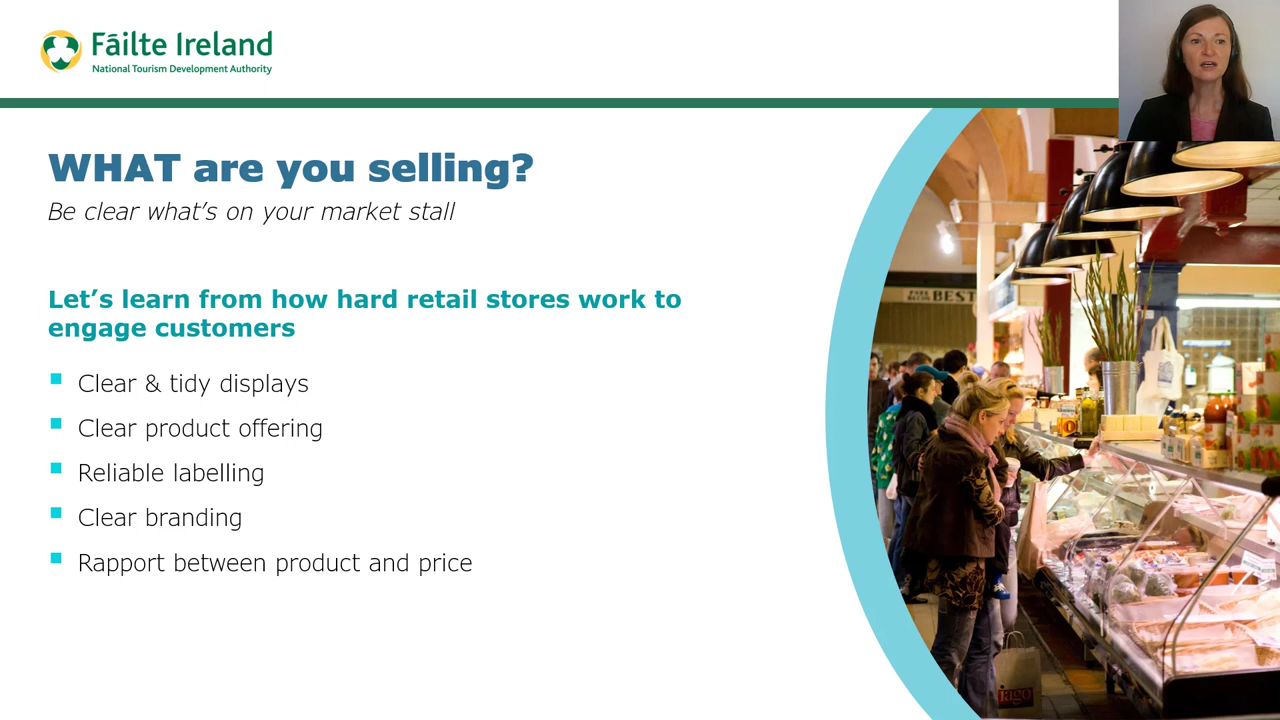 Fáilte Ireland
National Tourism Development Authority
WHAT are you selling?
Be clear what's on your market stall
Let's learn from how hard retail stores work to
engage customers
Clear & tidy displays
Clear product offering
Reliable labelling
Clear branding
Rapport between product and price
BEST
iago